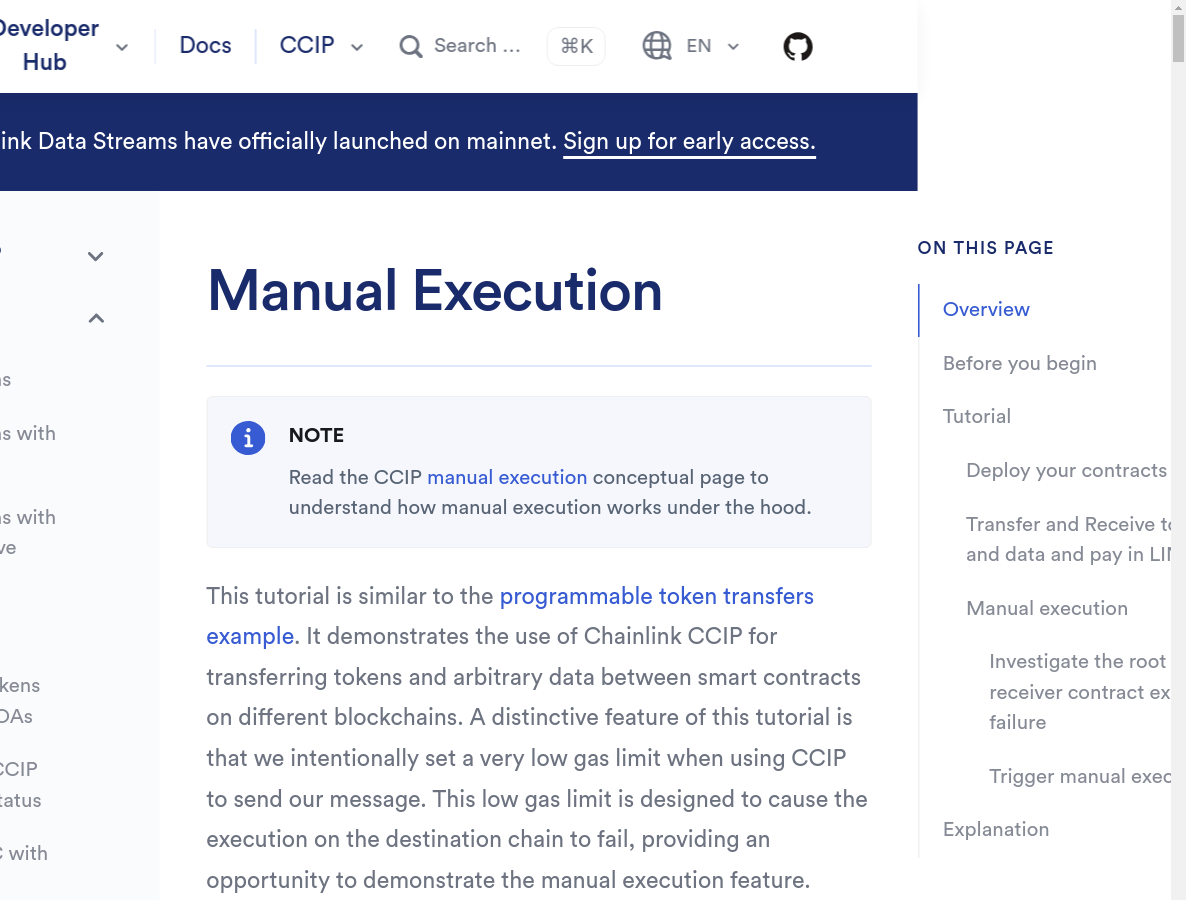 Developer
Hub
Docs
CCIP
Search ...
⌘K
EN
ink Data Streams have officially launched on mainnet. Sign up for early access.
with
with
CCIP
with
Manual Execution
NOTE
Read the CCIP manual execution conceptual page to
understand how manual execution works under the hood.
This tutorial is similar to the programmable token transfers
example. It demonstrates the use of Chainlink CCIP for
transferring tokens and arbitrary data between smart contracts
on different blockchains. A distinctive feature of this tutorial is
that we intentionally set a very low gas limit when using CCIP
to send our message. This low gas limit is designed to cause the
execution on the destination chain to fail, providing an
opportunity to demonstrate the manual execution feature.
ON THIS PAGE
Overview
Before you begin
Tutorial
Deploy your contracts
Transfer and Receive
and data and pay in
Manual execution
Investigate the root
receiver contract
failure
Trigger manual
Explanation